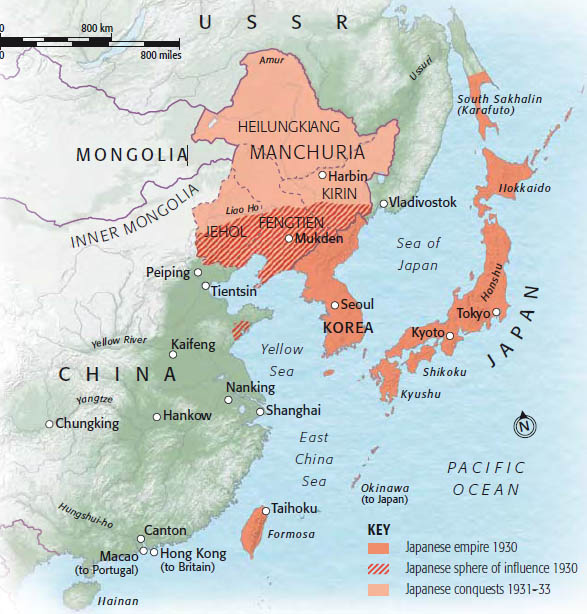 U S S R
0 800 km
0 800 miles
Amur
Ussuri
South Sakhalin
(Karafuto)
HEILUNGKIANG
MONGOLIA
MANCHURIA
Harbin
KIRIN
Hokkaido
INNER MONGOLIA
Liao Ho
Vladivostok
JEHOL
FENGTIEN
Mukden
Sea of
Japan
Peiping
Tientsin
Honshu
Seoul
KOREA
Tokyo
Kyoto
JAPAN
Yellow River
Kaifeng
Yellow
Sea
Shikoku
Kyushu
CHINA
Nanking
Yangtze
Hankow
Shanghai
Chungking
N
East
China
Sea
PACIFIC
OCEAN
Okinawa
(to Japan)
Hungshui-ho
Taihoku
Formosa
Canton
Macao
(to Portugal)
Hong Kong
(to Britain)
Hainan
KEY
Japanese empire 1930
Japanese sphere of influence 1930
Japanese conquests 1931–33